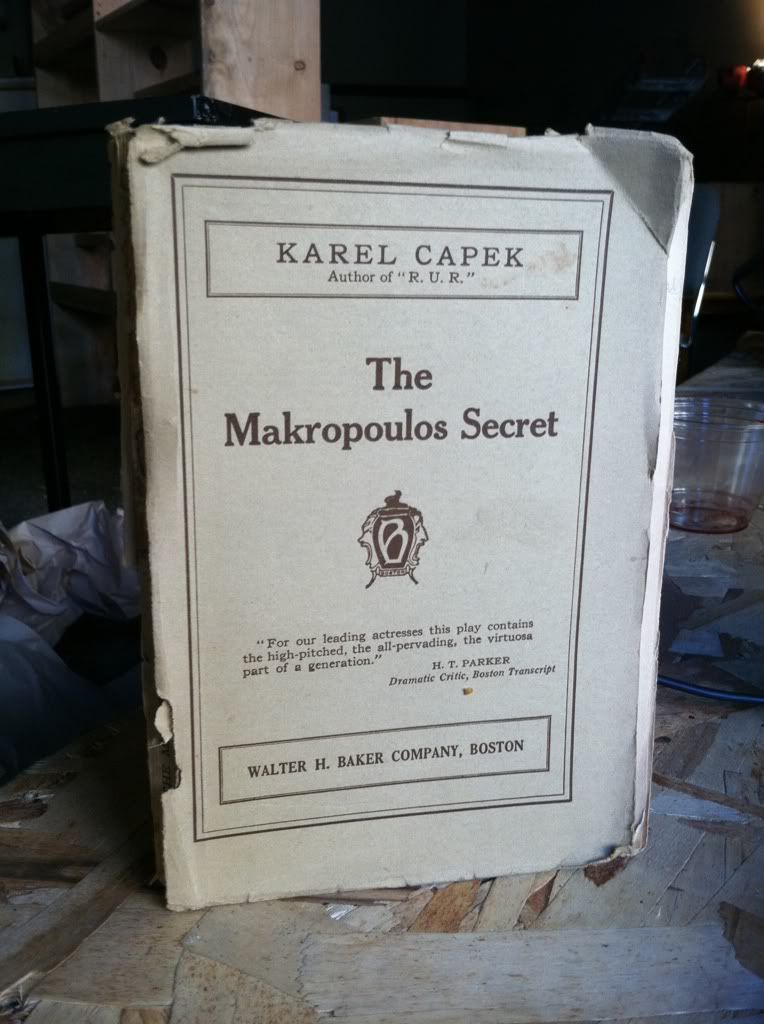 KAREL CAPEK
Author of "R. U. R."
The
Makropoulos Secret
B
"For our leading actresses this play contains
the high-pitched, the all-pervading, the virtuosa
part of a generation."
H. T. PARKER
Dramatic Critic, Boston Transcript
WALTER H. BAKER COMPANY, BOSTON